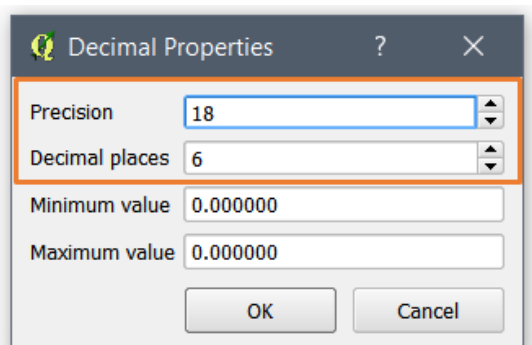 Decimal Properties ?
Precision 18
Decimal places 6
Minimum value 0.000000
Maximum value 0.000000
OK Cancel